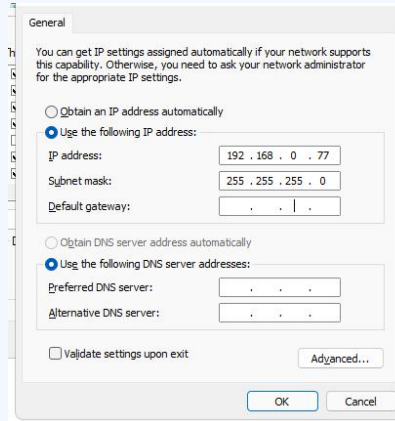 General
You can get IP settings assigned automatically if your network supports
this capability. Otherwise, you need to ask your network administrator
for the appropriate IP settings.
Obtain an IP address automatically
Use the following IP address:
IP address: 192 . 168 . 0 . 77
Subnet mask: 255 . 255 . 255 . 0
Default gateway: . . .
Obtain DNS server address automatically
Use the following DNS server addresses:
Preferred DNS server: . . .
Alternative DNS server: . . .
Validate settings upon exit
Advanced...
OK Cancel